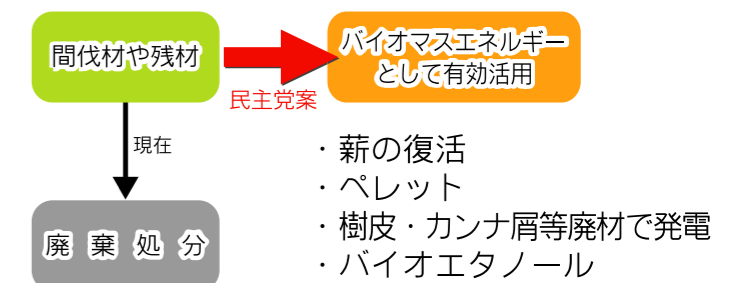 間伐材や残材
バイオマスエネルギー
として有効活用
民主党案
現在
・薪の復活
・ペレット
・樹皮・カンナ屑等廃材で発電
・バイオエタノール
廃棄処分